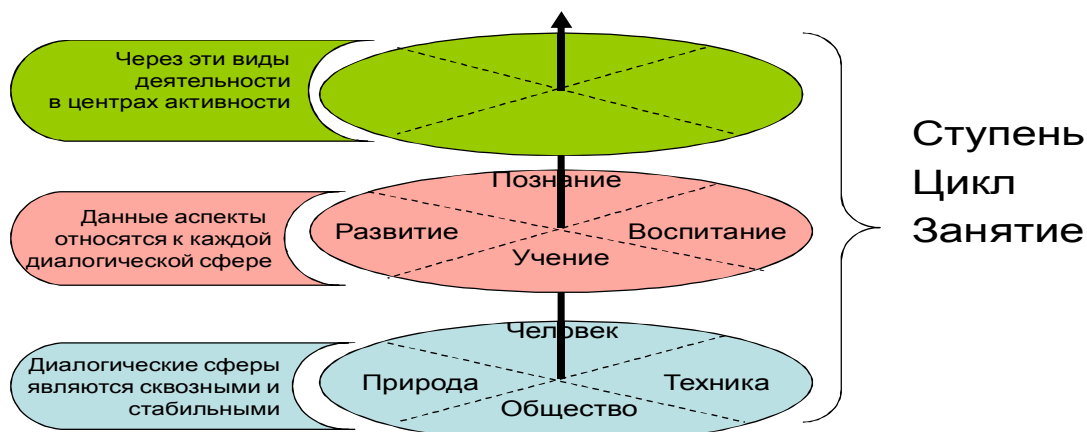 Через эти виды
деятельности
в центрах активности
Познание
Развитие
Воспитание
Учение
Данные аспекты
относятся к каждой
диалогической сфере
Человек
Природа
Техника
Общество
Диалогические сферы
являются сквозными и
стабильными
Ступень
Цикл
Занятие